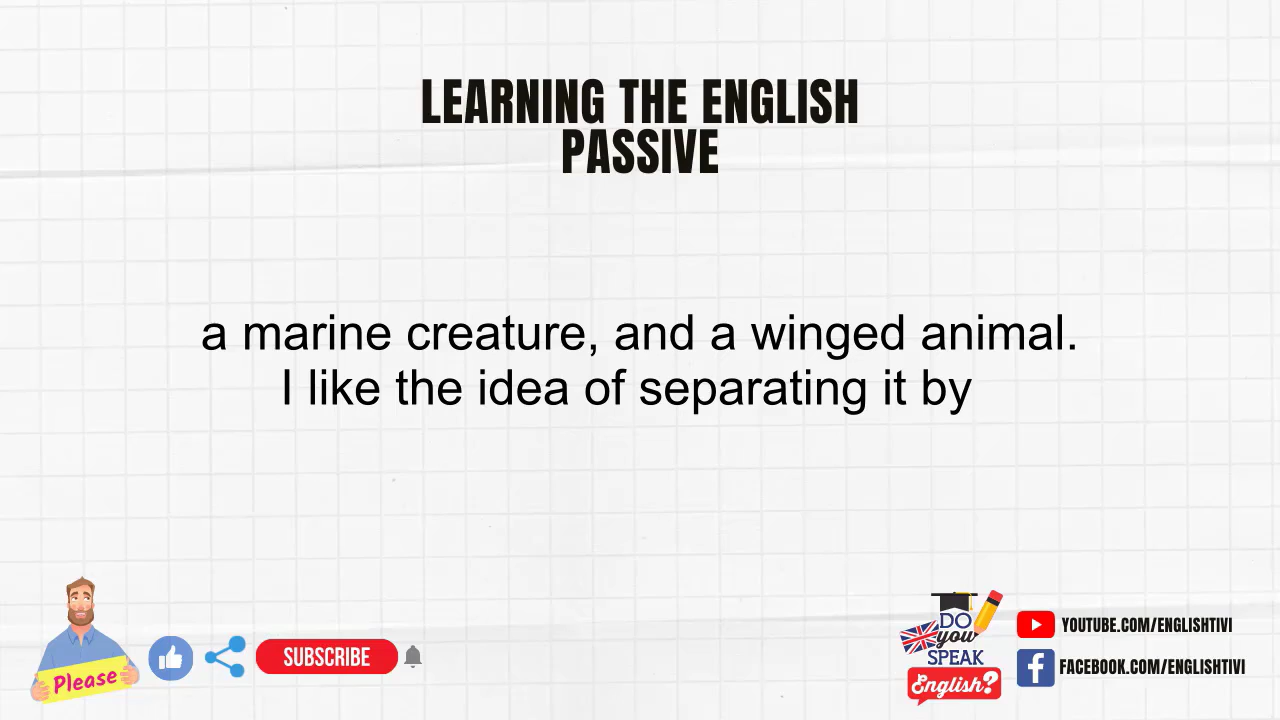 LEARNING THE ENGLISH
PASSIVE
a marine creature, and a winged animal.
I like the idea of separating it by
Please
SUBSCRIBE
DO
you
SPEAK
English?
YOUTUBE.COM/ENGLISHTIVI
FACEBOOK.COM/ENGLISHTIVI